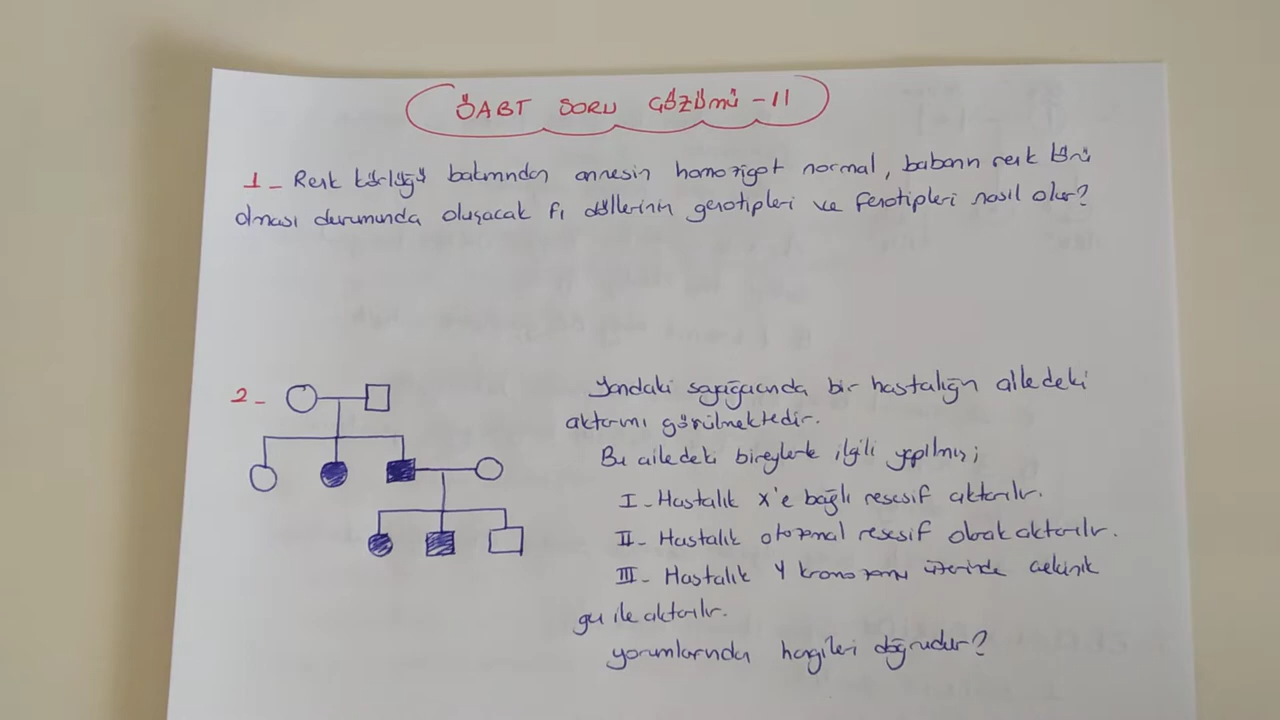 ÖABT SORU ÇÖZÜMÜ - 11
1 - Renk körlüğü bakımından annesin homozigot normal, babanın renk körü
olması durumunda oluşacak F1 döllerinin genotipleri ve fenotipleri nasıl olur?
2 - Yandaki soyağacında bir hastalığın ailedeki
aktarımı görülmektedir.
Bu ailedeki bireylerle ilgili yapılmış;
I - Hastalık X'e bağlı resesif aktarılır.
II - Hastalık otozomal resesif olarak aktarılır.
III - Hastalık Y kromozomu üzerinde çekinik
gen ile aktarılır.
yorumlarında hangileri doğrudur?